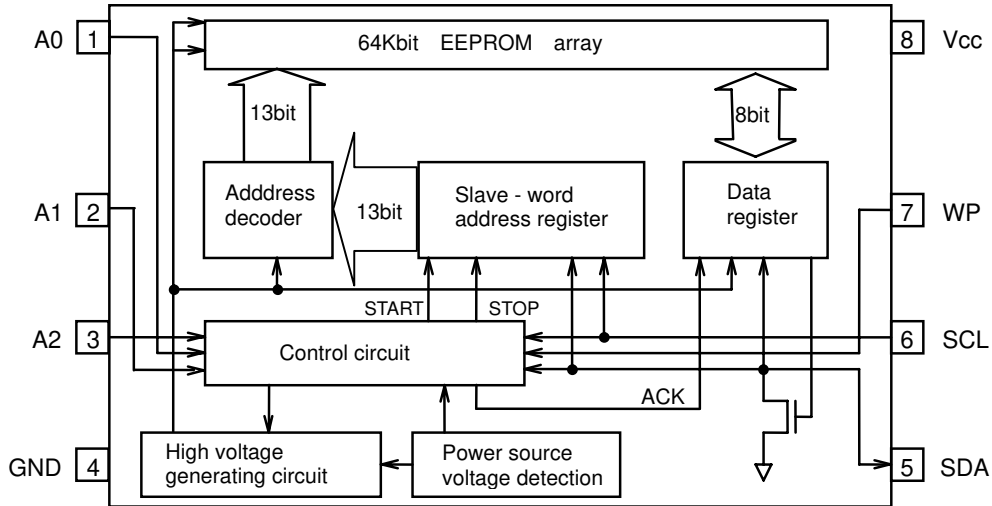 A0 1
64Kbit EEPROM array
8 Vcc
13bit
8bit
A1 2
Adddress
decoder
13bit
Slave - word
address register
Data
register
7 WP
START
STOP
A2 3
Control circuit
6 SCL
ACK
GND 4
High voltage
generating circuit
Power source
voltage detection
5 SDA